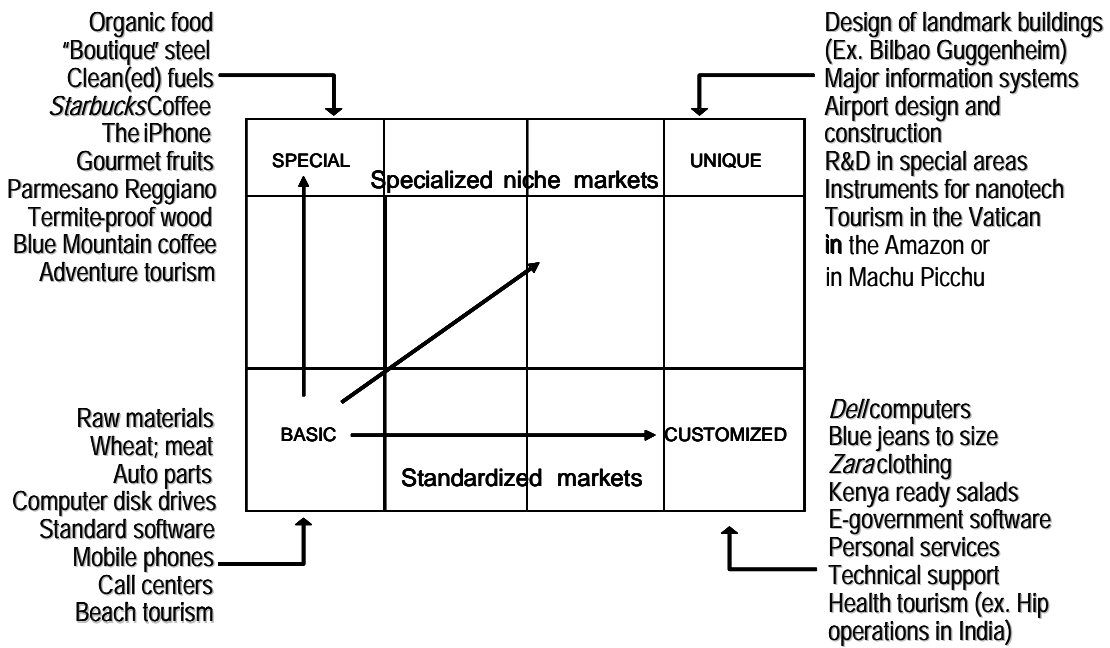 Organic food
“Boutique” steel
Clean(ed) fuels
Starbucks Coffee
The iPhone
Gourmet fruits
Parmesano Reggiano
Termite-proof wood
Blue Mountain coffee
Adventure tourism
Design of landmark buildings
(Ex. Bilbao Guggenheim)
Major information systems
Airport design and
construction
R&D in special areas
Instruments for nanotech
Tourism in the Vatican
in the Amazon or
in Machu Picchu
SPECIAL
Specialized niche markets
UNIQUE
BASIC
CUSTOMIZED
Standardized markets
Raw materials
Wheat; meat
Auto parts
Computer disk drives
Standard software
Mobile phones
Call centers
Beach tourism
Dell computers
Blue jeans to size
Zara clothing
Kenya ready salads
E-government software
Personal services
Technical support
Health tourism (ex. Hip
operations in India)